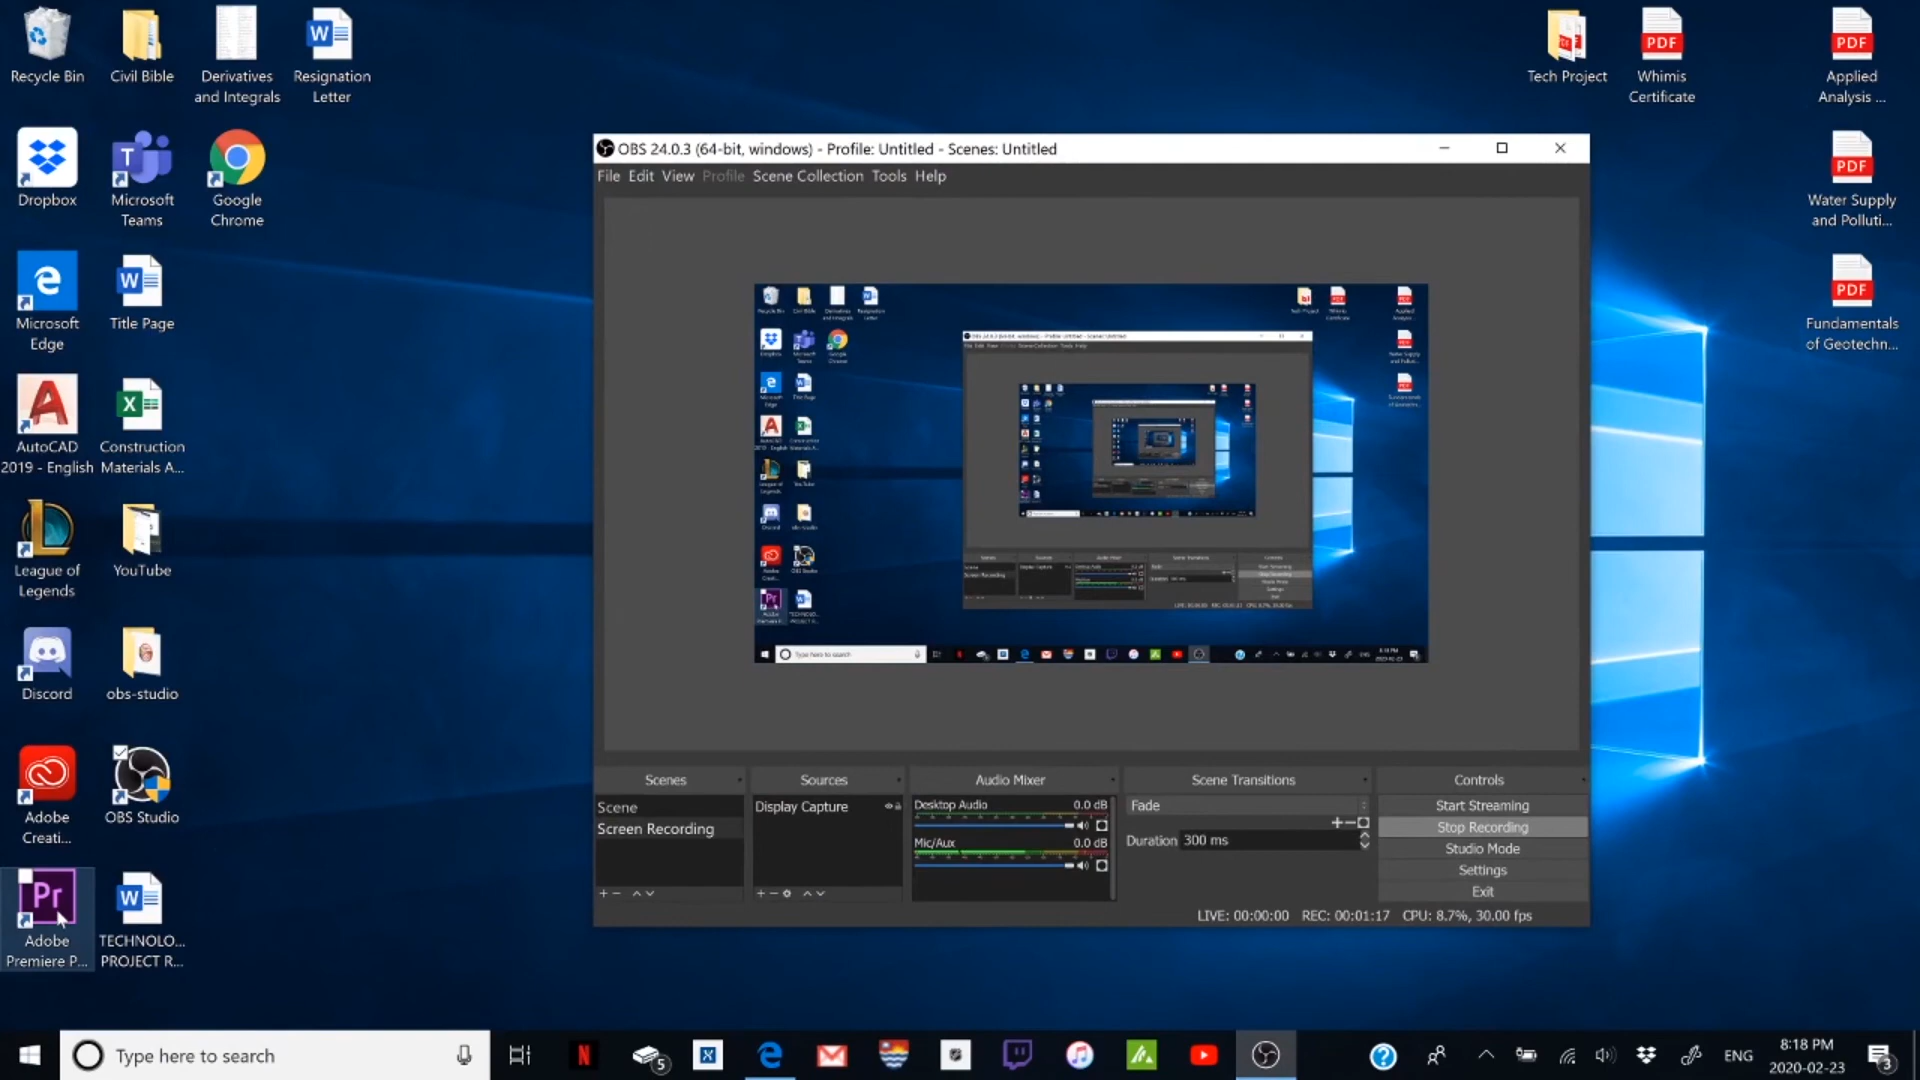 Recycle Bin
Civil Bible
Derivatives
and Integrals
Resignation
Letter
Tech Project
Whimis
Certificate
Applied
Analysis ...
Dropbox
Microsoft
Teams
Google
Chrome
Water Supply
and Polluti...
Microsoft
Edge
Title Page
Fundamentals
of Geotechn...
AutoCAD
2019 - English
Construction
Materials A...
League of
Legends
YouTube
Discord
obs-studio
Adobe
Creati...
OBS Studio
Adobe
Premiere P...
TECHNOLO...
PROJECT R...
OBS 24.0.3 (64-bit, windows) - Profile: Untitled - Scenes: Untitled
File Edit View Profile Scene Collection Tools Help
Scenes
Scene
Screen Recording
Sources
Display Capture
Audio Mixer
Desktop Audio 0.0 dB
Mic/Aux 0.0 dB
Scene Transitions
Fade
Duration 300 ms
Controls
Start Streaming
Stop Recording
Studio Mode
Settings
Exit
LIVE: 00:00:00 REC: 00:01:17 CPU: 8.7%, 30.00 fps
Type here to search
5
ENG
8:18 PM
2020-02-23
3